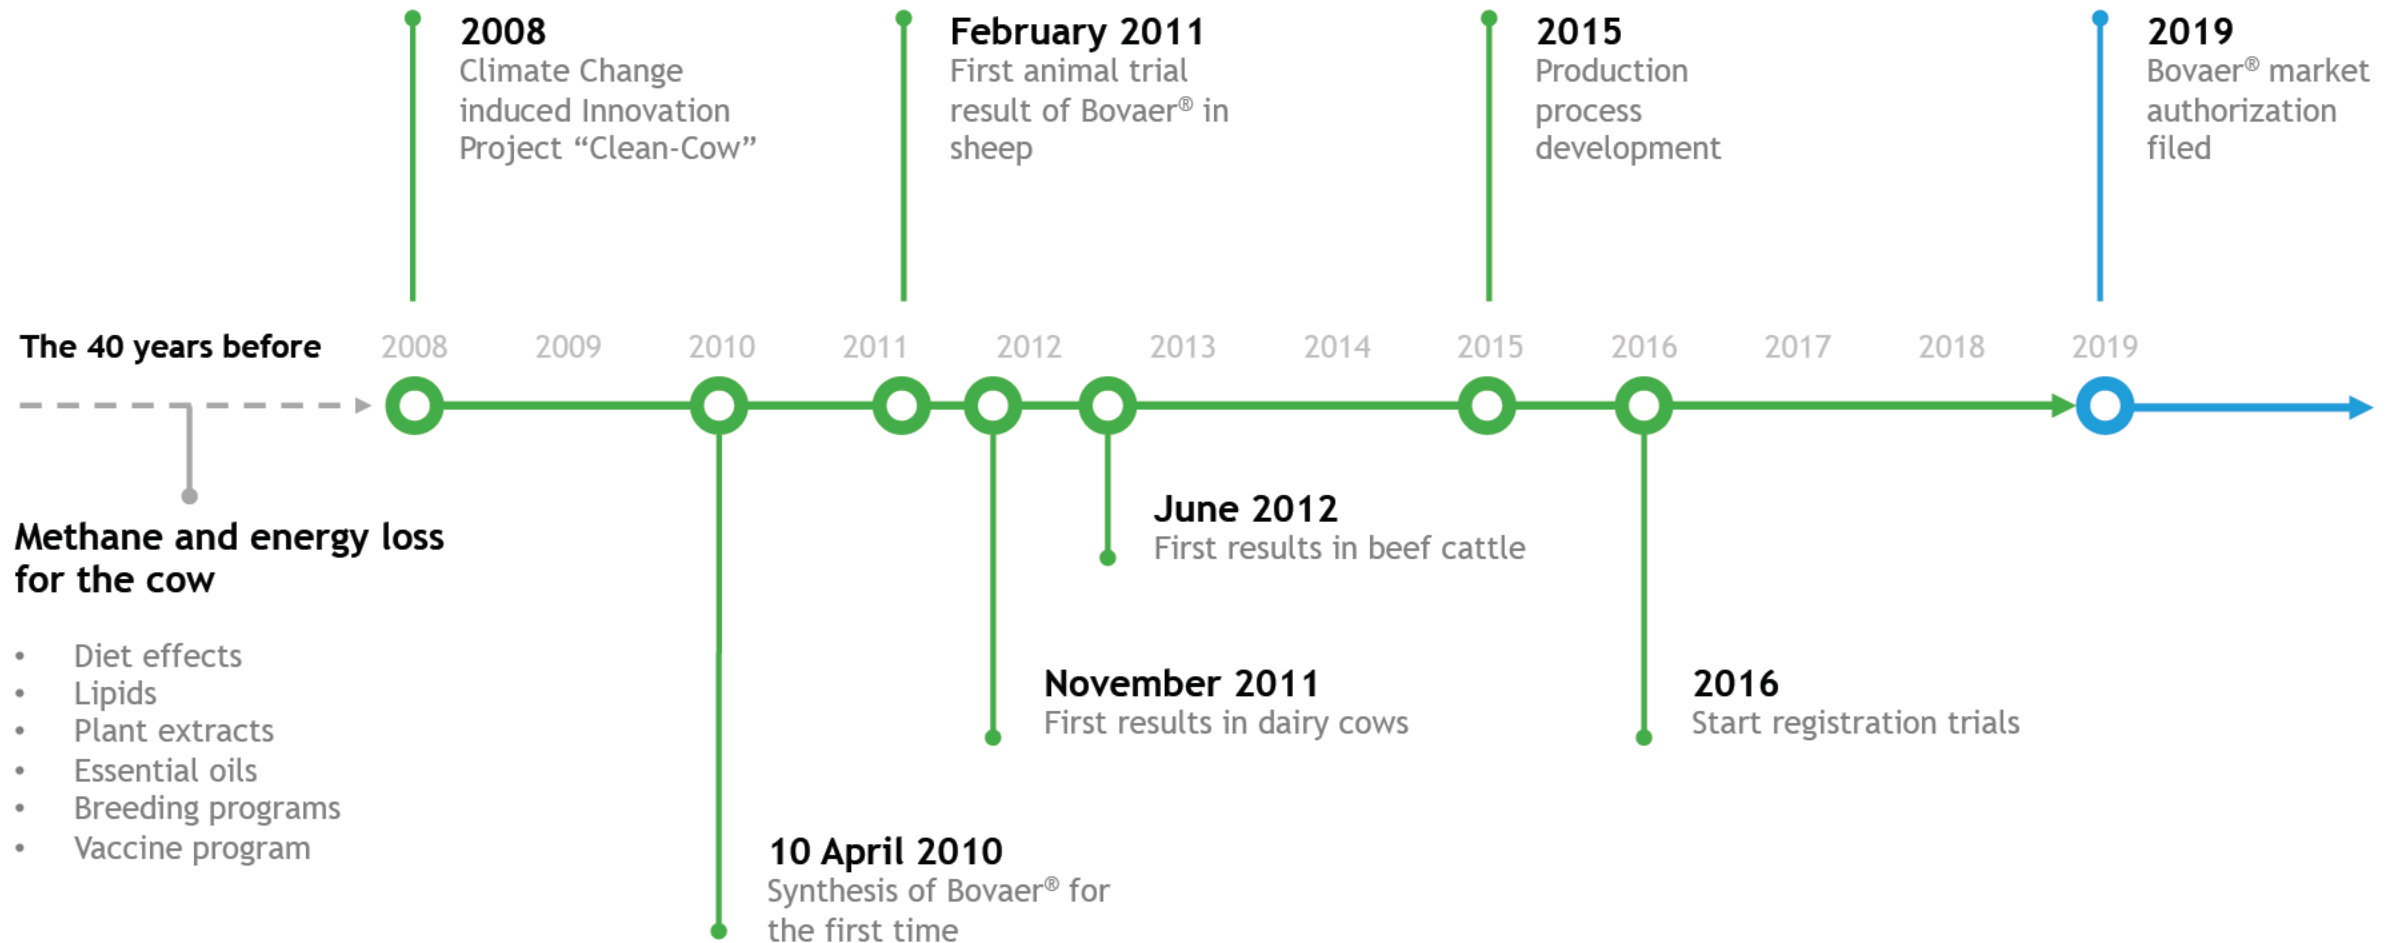 2008
Climate Change
induced Innovation
Project “Clean-Cow”
February 2011
First animal trial
result of Bovaer® in
sheep
2015
Production
process
development
2019
Bovaer® market
authorization
filed
The 40 years before
2008 2009 2010 2011 2012 2013 2014 2015 2016 2017 2018 2019
Methane and energy loss
for the cow
• Diet effects
• Lipids
• Plant extracts
• Essential oils
• Breeding programs
• Vaccine program
10 April 2010
Synthesis of Bovaer® for
the first time
November 2011
First results in dairy cows
June 2012
First results in beef cattle
2016
Start registration trials